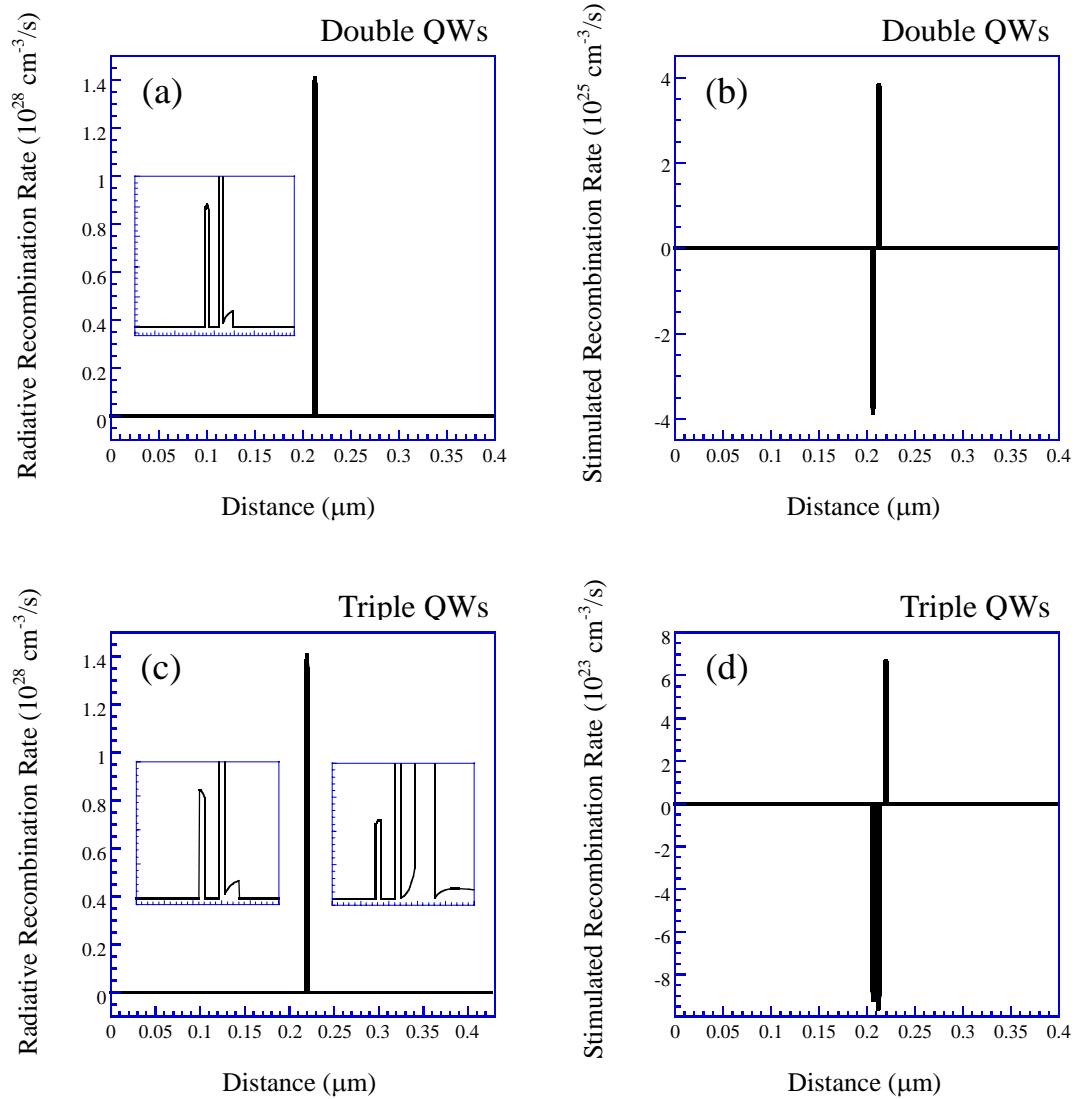 Double QWs
(a)
Radiative Recombination Rate (10^28 cm^-3/s)
1.4
1.2
1
0.8
0.6
0.4
0.2
0
0 0.05 0.1 0.15 0.2 0.25 0.3 0.35 0.4
Distance (μm)
Double QWs
(b)
Stimulated Recombination Rate (10^25 cm^-3/s)
4
2
0
-2
-4
0 0.05 0.1 0.15 0.2 0.25 0.3 0.35 0.4
Distance (μm)
Triple QWs
(c)
Radiative Recombination Rate (10^28 cm^-3/s)
1.4
1.2
1
0.8
0.6
0.4
0.2
0
0 0.05 0.1 0.15 0.2 0.25 0.3 0.35 0.4
Distance (μm)
Triple QWs
(d)
Stimulated Recombination Rate (10^23 cm^-3/s)
8
6
4
2
0
-2
-4
-6
-8
0 0.05 0.1 0.15 0.2 0.25 0.3 0.35 0.4
Distance (μm)